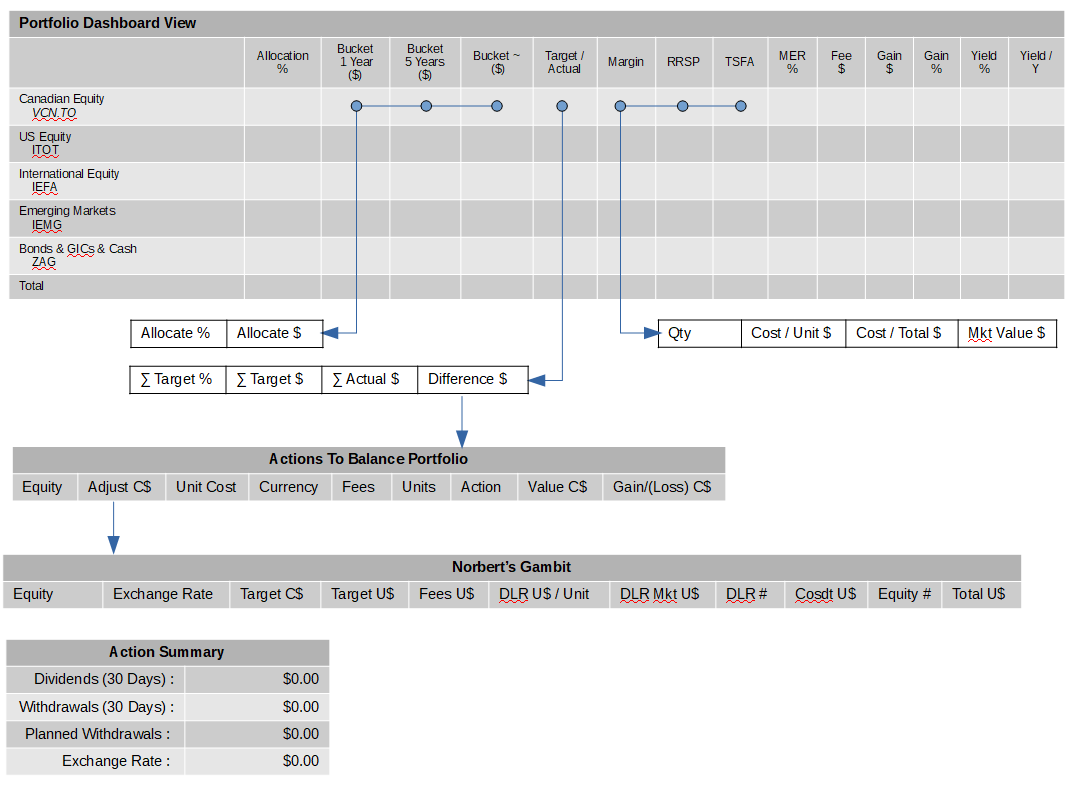 Portfolio Dashboard View
Allocation % Bucket 1 Year ($) Bucket 5 Years ($) Bucket ~ ($) Target / Actual Margin RRSP TSFA MER % Fee $ Gain $ Gain % Yield % Yield / Y
Canadian Equity
VCN.TO
US Equity
ITOT
International Equity
IEFA
Emerging Markets
IEMG
Bonds & GICs & Cash
ZAG
Total
Allocate % Allocate $
Qty Cost / Unit $ Cost / Total $ Mkt Value $
∑ Target % ∑ Target $ ∑ Actual $ Difference $
Actions To Balance Portfolio
Equity Adjust C$ Unit Cost Currency Fees Units Action Value C$ Gain/(Loss) C$
Norbert’s Gambit
Equity Exchange Rate Target C$ Target U$ Fees U$ DLR U$ / Unit DLR Mkt U$ DLR # Cosdt U$ Equity # Total U$
Action Summary
Dividends (30 Days) : $0.00
Withdrawals (30 Days) : $0.00
Planned Withdrawals : $0.00
Exchange Rate : $0.00